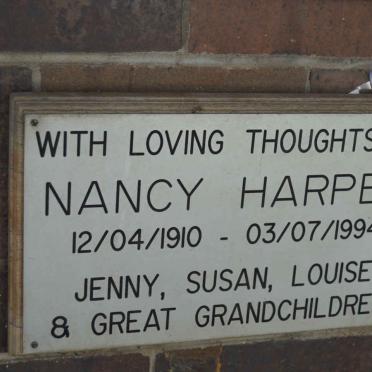 WITH LOVING THOUGHTS
NANCY HARPE
12/04/1910 - 03/07/1994
JENNY, SUSAN, LOUISE
& GREAT GRANDCHILDRE